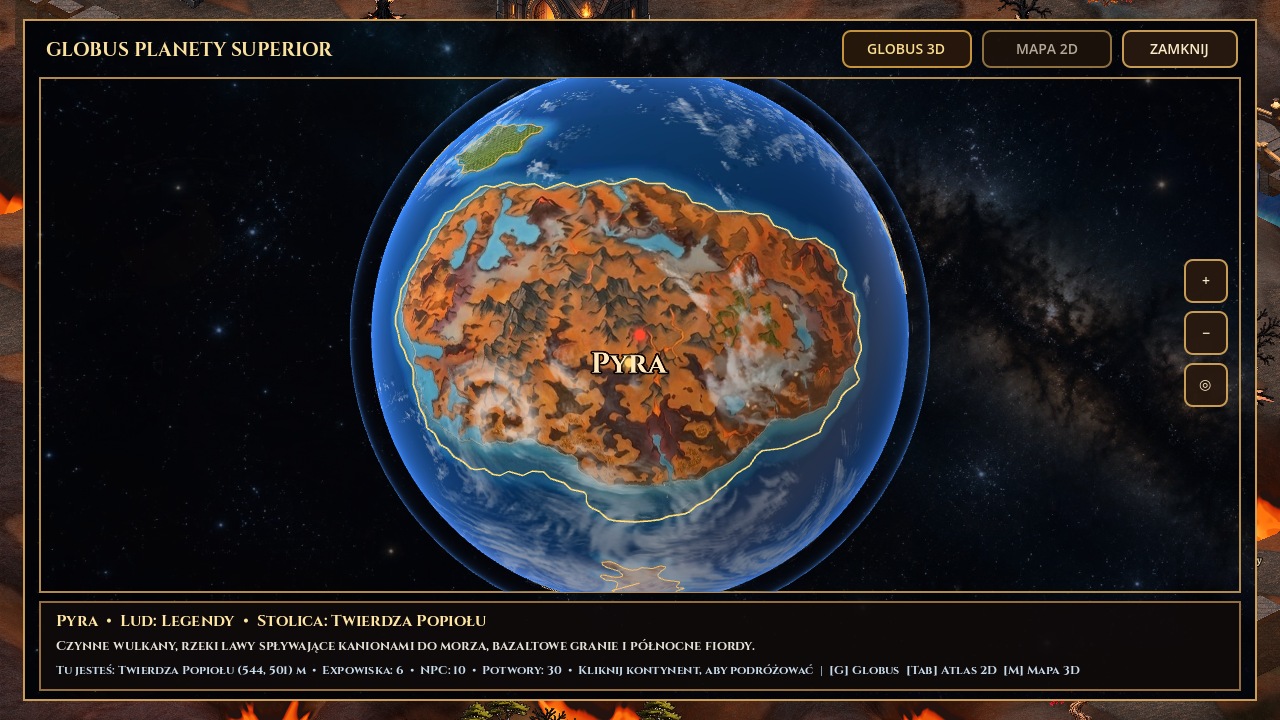 GLOBUS PLANETY SUPERIOR
GLOBUS 3D
MAPA 2D
ZAMKNIJ
+
−
◎
Pyra
Pyra • Lud: Legendy • Stolica: Twierdza Popiołu
Czynne wulkany, rzeki lawy spływające kanionami do morza, bazaltowe granie i północne fiordy.
Tu jesteś: Twierdza Popiołu (544, 501) m • Expowiska: 6 • NPC: 10 • Potwory: 30 • Kliknij kontynent, aby podróżować | [G] Globus [Tab] Atlas 2D [M] Mapa 3D